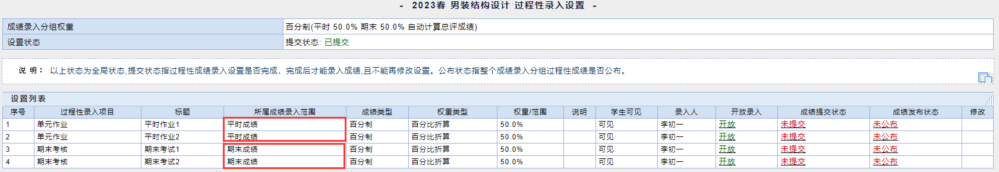 - 2023春 男装结构设计 过程性录入设置 -
成绩录入分组权重 百分制(平时 50.0% 期末 50.0% 自动计算总评成绩)
设置状态 提交状态: 已提交
说 明： 以上状态为全局状态,提交状态指过程性成绩录入设置是否完成，完成后才能录入成绩,且不能再修改设置。公布状态指整个成绩录入分组过程性成绩是否公布。
设置列表
序号 过程性录入项目 标题 所属成绩录入范围 成绩类型 权重类型 权重/范围 说明 学生可见 录入人 开放录入 成绩提交状态 成绩发布状态 修改
1 单元作业 平时作业1 平时成绩 百分制 百分比折算 50.0% 可见 李初一 开放 未提交 未公布
2 单元作业 平时作业2 平时成绩 百分制 百分比折算 50.0% 可见 李初一 开放 未提交 未公布
3 期末考核 期末考试1 期末成绩 百分制 百分比折算 50.0% 可见 李初一 开放 未提交 未公布
4 期末考核 期末考试2 期末成绩 百分制 百分比折算 50.0% 可见 李初一 开放 未提交 未公布